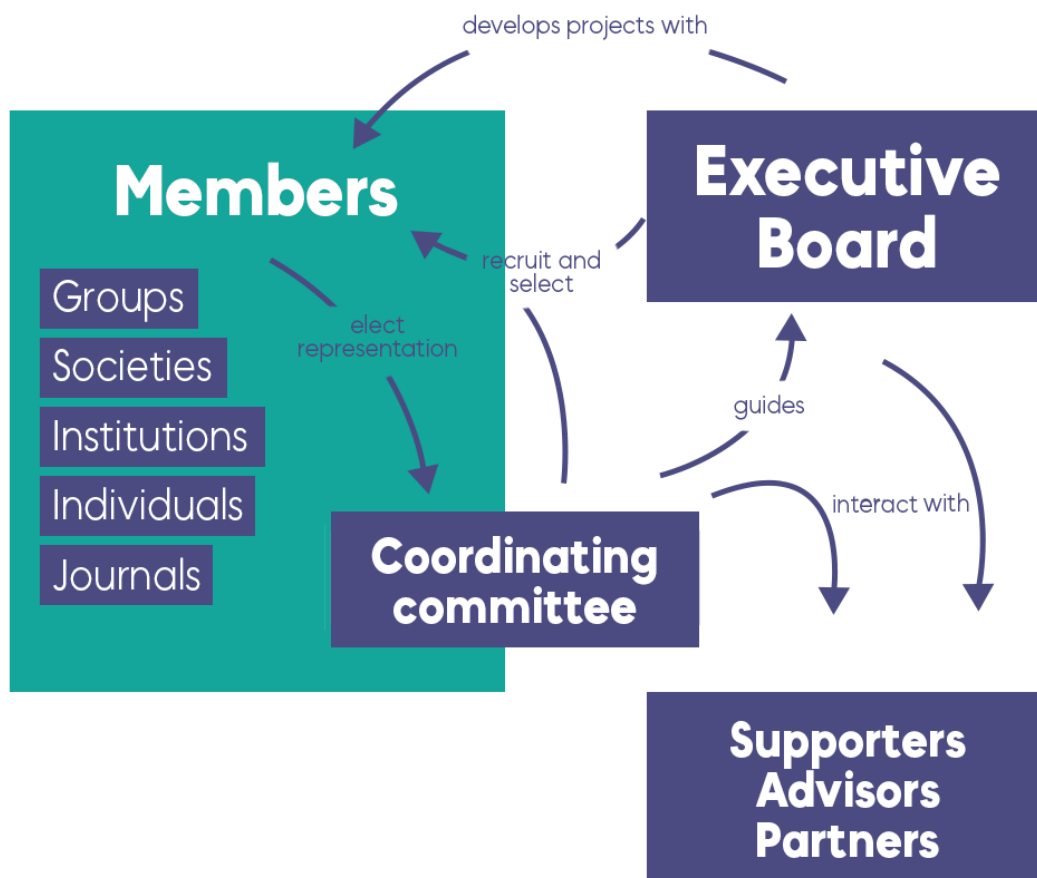 develops projects with
Members
Executive
Board
recruit and
select
Groups
Societies
Institutions
Individuals
Journals
elect
representation
guides
interact with
Coordinating
committee
Supporters
Advisors
Partners